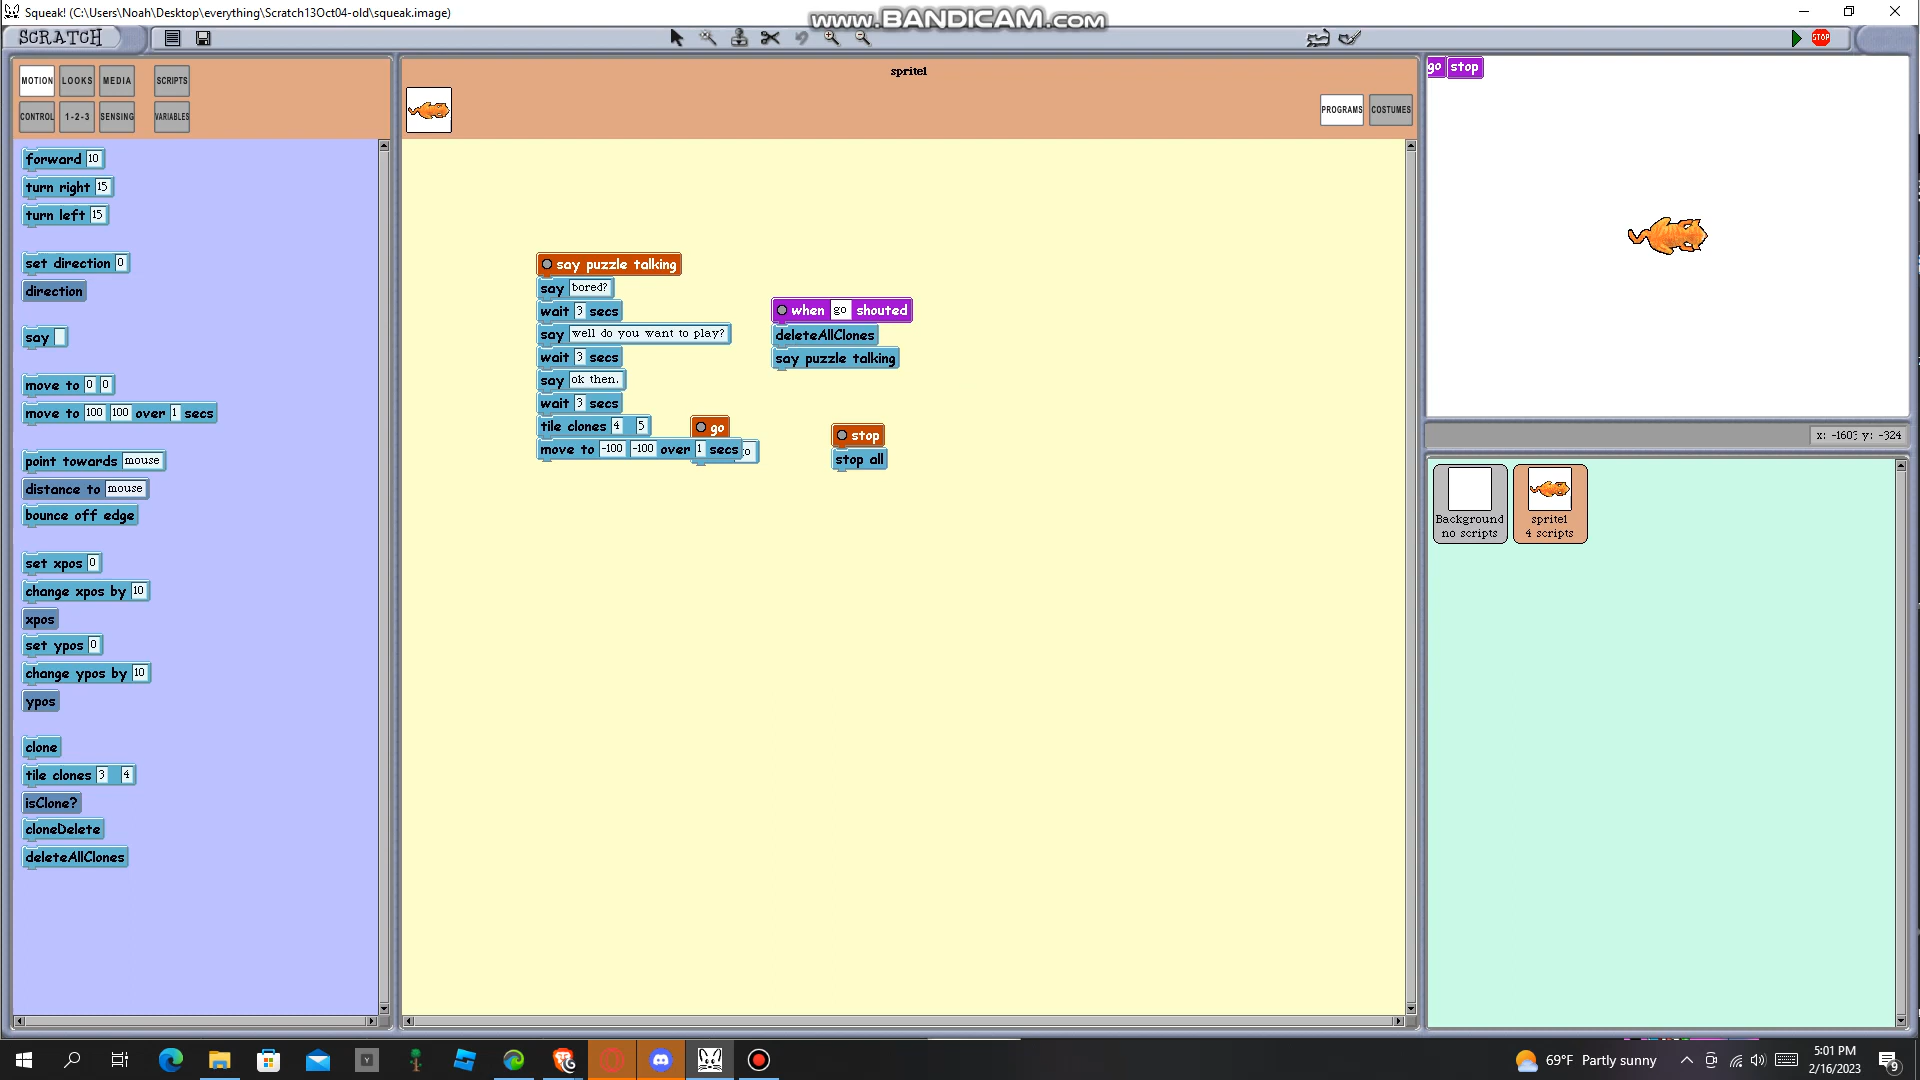 Squeak! (C:\Users\Noah\Desktop\everything\Scratch13Oct04-old\squeak.image)
www.BANDICAM.com
SCRATCH
STOP
MOTION LOOKS MEDIA SCRIPTS
CONTROL 1-2-3 SENSING VARIABLES
sprite1
PROGRAMS COSTUMES
forward 10
turn right 15
turn left 15
set direction 0
direction
say
move to 0 0
move to 100 100 over 1 secs
point towards mouse
distance to mouse
bounce off edge
set xpos 0
change xpos by 10
xpos
set ypos 0
change ypos by 10
ypos
clone
tile clones 3 4
isClone?
cloneDelete
deleteAllClones
say puzzle talking
say bored?
wait 3 secs
say well do you want to play?
wait 3 secs
say ok then.
wait 3 secs
tile clones 4 5
move to -100 -100 over 1 secs
when go shouted
deleteAllClones
say puzzle talking
go
stop
stop all
go stop
x: -1603 y: -324
Background
no scripts
sprite1
4 scripts
69°F Partly sunny
5:01 PM
2/16/2023
9